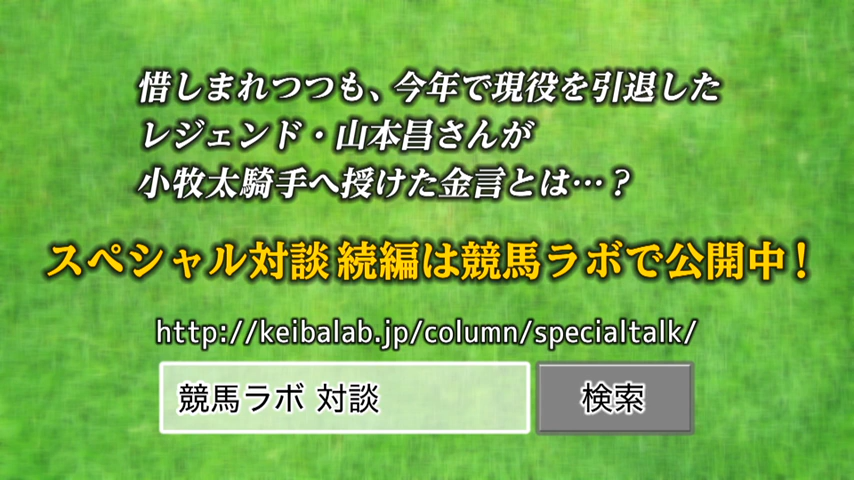 惜しまれつつも、今年で現役を引退した
レジェンド・山本昌さんが
小牧太騎手へ授けた金言とは…？
スペシャル対談 続編は競馬ラボで公開中！
http://keibalab.jp/column/specialtalk/
競馬ラボ 対談 検索